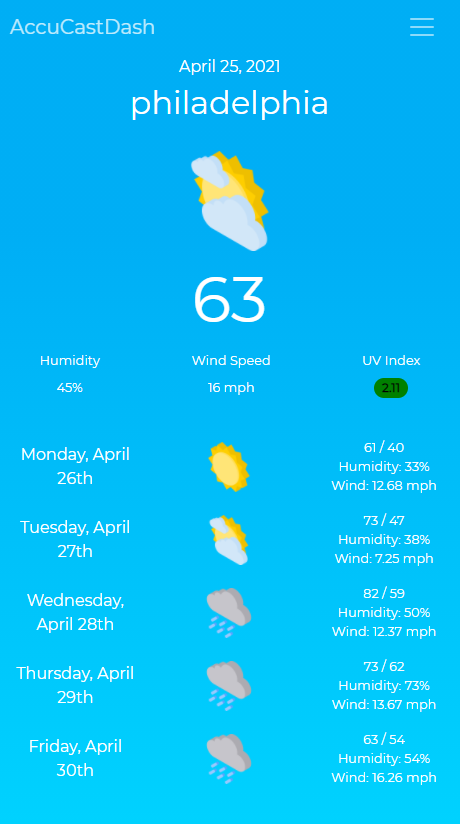 AccuCastDash
April 25, 2021
philadelphia
63
Humidity Wind Speed UV Index
45% 16 mph 2.11
Monday, April
26th
61 / 40
Humidity: 33%
Wind: 12.68 mph
Tuesday, April
27th
73 / 47
Humidity: 38%
Wind: 7.25 mph
Wednesday,
April 28th
82 / 59
Humidity: 50%
Wind: 12.37 mph
Thursday, April
29th
73 / 62
Humidity: 73%
Wind: 13.67 mph
Friday, April
30th
63 / 54
Humidity: 54%
Wind: 16.26 mph